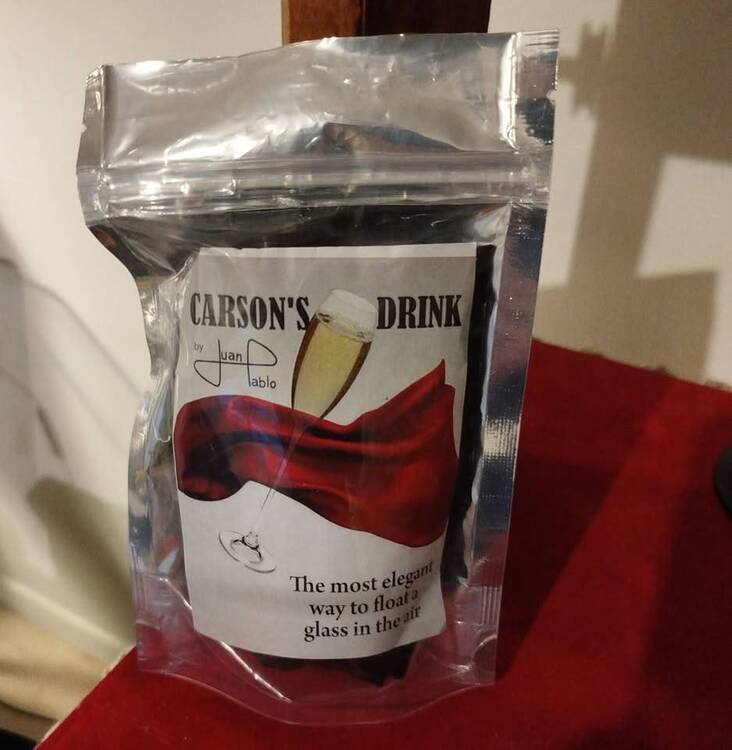 CARSON'S DRINK
by Juan Pablo
The most elegant
way to float a
glass in the air